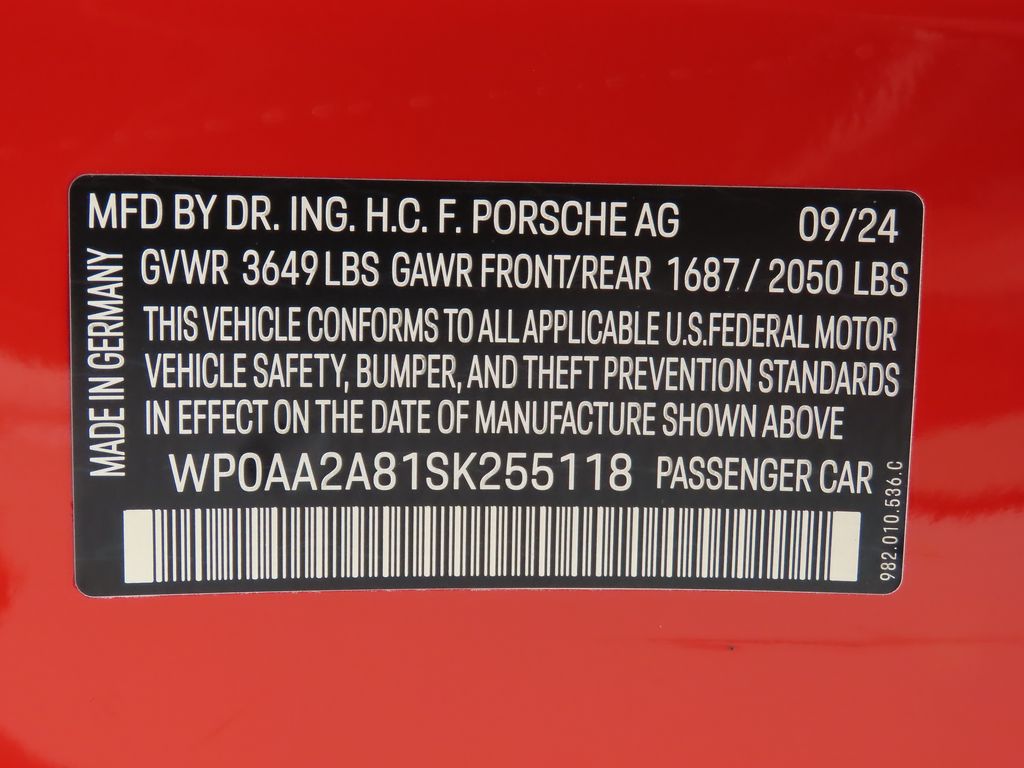 MFD BY DR. ING. H.C. F. PORSCHE AG 09/24
GVWR 3649 LBS GAWR FRONT/REAR 1687 / 2050 LBS
THIS VEHICLE CONFORMS TO ALL APPLICABLE U.S.FEDERAL MOTOR
VEHICLE SAFETY, BUMPER, AND THEFT PREVENTION STANDARDS
IN EFFECT ON THE DATE OF MANUFACTURE SHOWN ABOVE
WP0AA2A81SK255118 PASSENGER CAR
MADE IN GERMANY
982.010.536.C